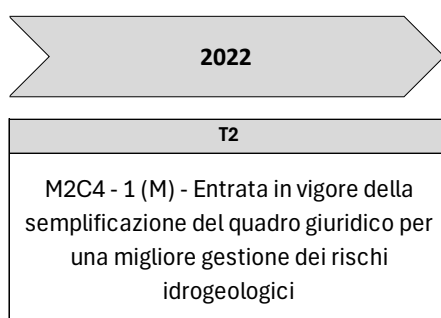 2022
T2
M2C4 - 1 (M) - Entrata in vigore della
semplificazione del quadro giuridico per
una migliore gestione dei rischi
idrogeologici